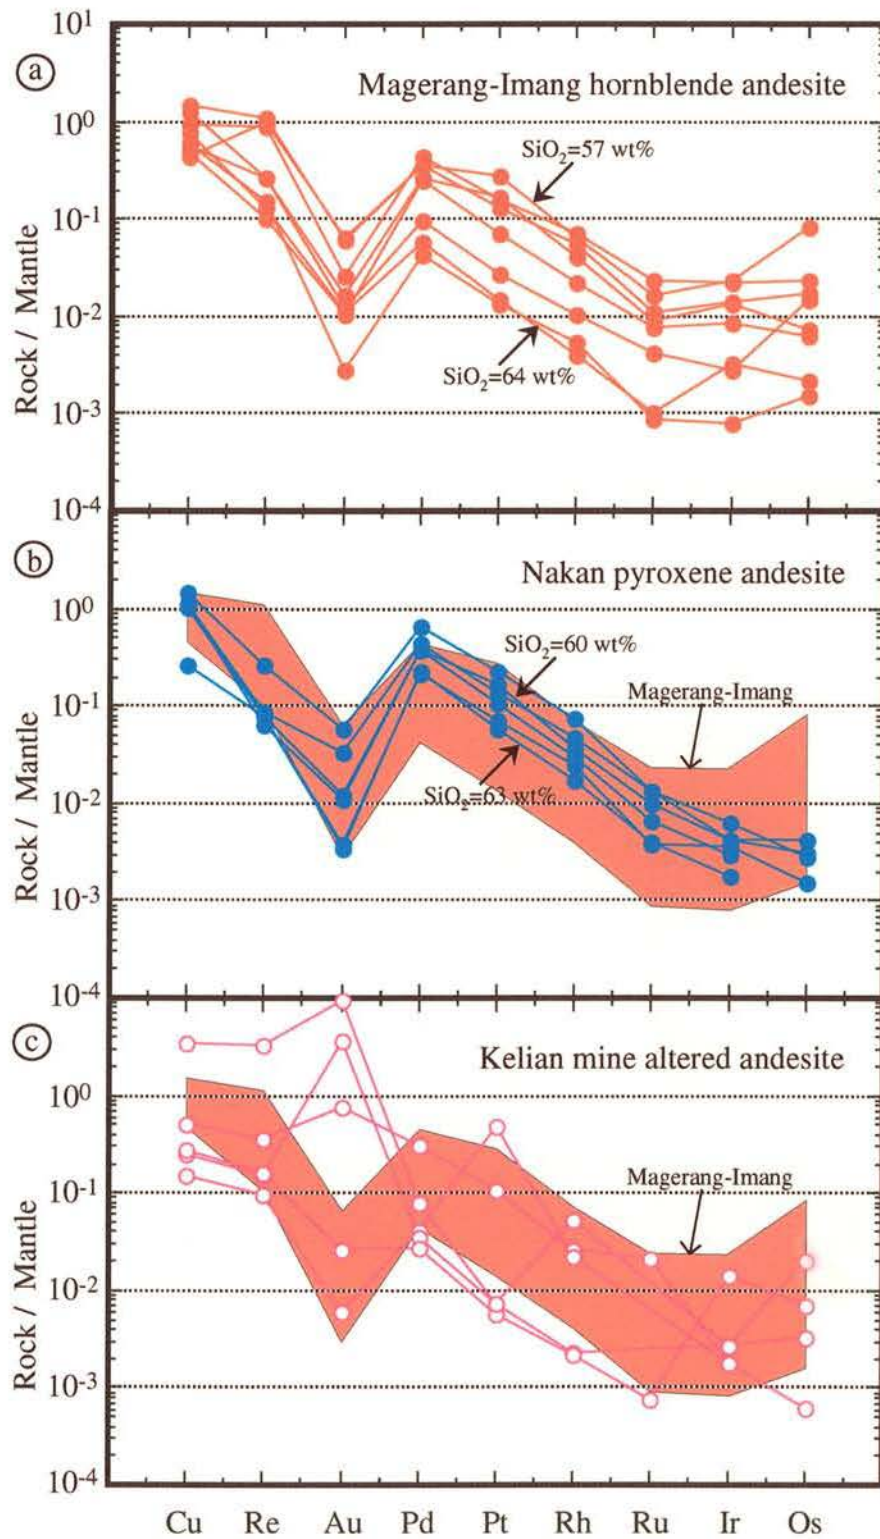 10¹
a
Magerang-Imang hornblende andesite
10⁰
SiO₂=57 wt%
10⁻¹
10⁻²
SiO₂=64 wt%
10⁻³
Rock / Mantle
10⁻⁴
b
Nakan pyroxene andesite
10⁰
SiO₂=60 wt%
Magerang-Imang
10⁻¹
SiO₂=63 wt%
10⁻²
10⁻³
Rock / Mantle
10⁻⁴
c
Kelian mine altered andesite
10⁰
Magerang-Imang
10⁻¹
10⁻²
10⁻³
Rock / Mantle
10⁻⁴
Cu Re Au Pd Pt Rh Ru Ir Os